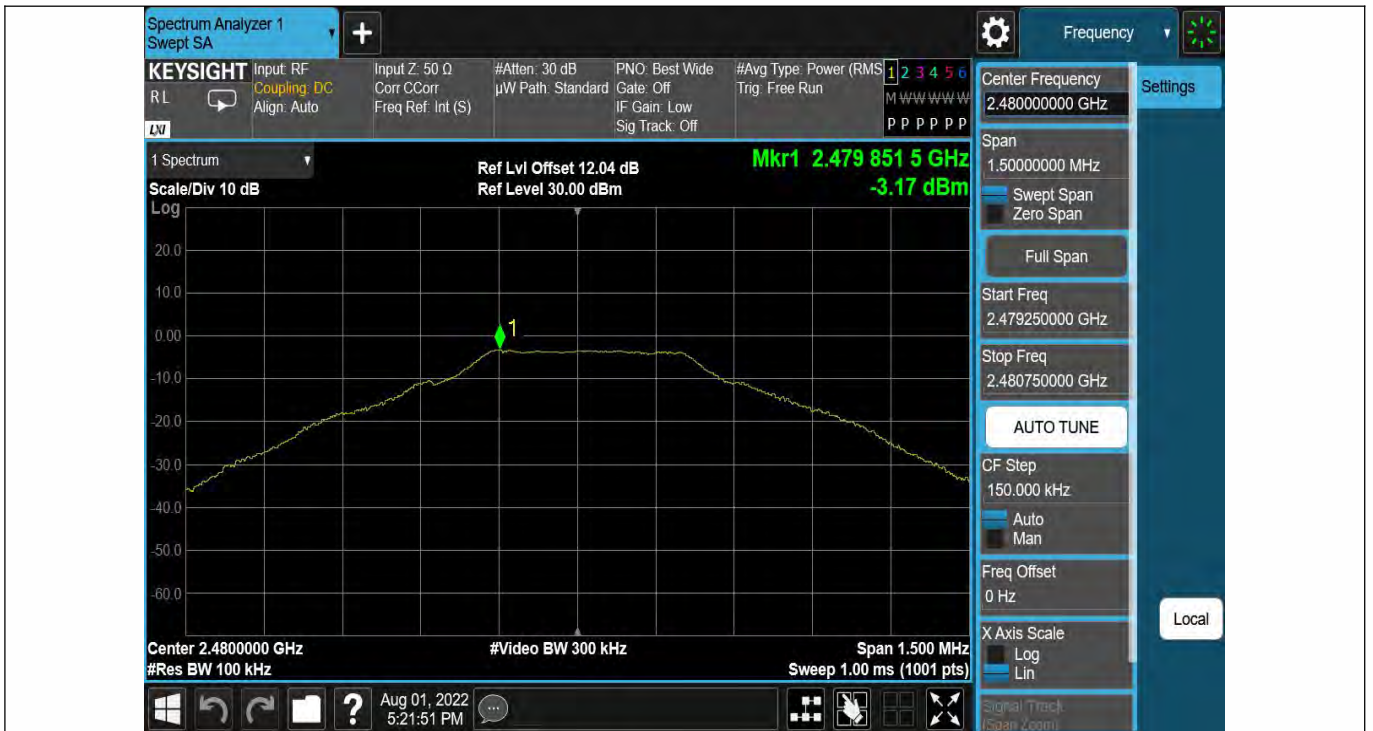 Spectrum Analyzer 1
Swept SA
Frequency
KEYSIGHT
RL
LXI
Input: RF
Coupling: DC
Align: Auto
Input Z: 50 Ω
Corr CCorr
Freq Ref: Int (S)
#Atten: 30 dB
µW Path: Standard
PNO: Best Wide
Gate: Off
IF Gain: Low
Sig Track: Off
#Avg Type: Power (RMS
Trig: Free Run
1 2 3 4 5 6
M W W W W W
P P P P P P
1 Spectrum
Scale/Div 10 dB
Log
Ref Lvl Offset 12.04 dB
Ref Level 30.00 dBm
Mkr1 2.479 851 5 GHz
-3.17 dBm
20.0
10.0
0.00
-10.0
-20.0
-30.0
-40.0
-50.0
-60.0
1
Center 2.4800000 GHz
#Res BW 100 kHz
#Video BW 300 kHz
Span 1.500 MHz
Sweep 1.00 ms (1001 pts)
Center Frequency
2.480000000 GHz
Settings
Span
1.50000000 MHz
Swept Span
Zero Span
Full Span
Start Freq
2.479250000 GHz
Stop Freq
2.480750000 GHz
AUTO TUNE
CF Step
150.000 kHz
Auto
Man
Freq Offset
0 Hz
X Axis Scale
Log
Lin
Signal Track
(Span Zoom)
Local
?
Aug 01, 2022
5:21:51 PM